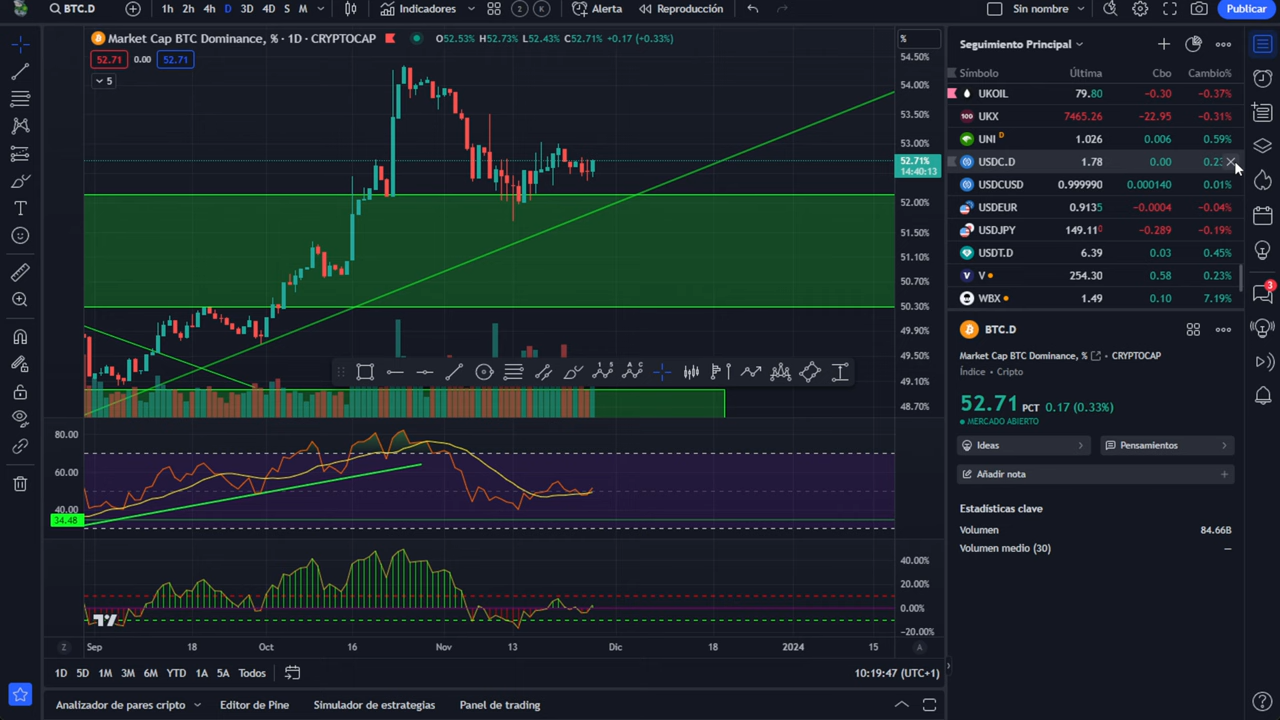 BTC.D
1h 2h 4h D 3D 4D S M
Indicadores
2 K
Alerta
Reproducción
Sin nombre
Publicar
Market Cap BTC Dominance, % · 1D · CRYPTOCAP
O52.53% H52.73% L52.43% C52.71% +0.17 (+0.33%)
52.71 0.00 52.71
5
%
54.50%
54.00%
53.50%
53.00%
52.71%
14:40:13
52.00%
51.50%
51.10%
50.70%
50.30%
49.90%
49.50%
49.10%
48.70%
80.00
60.00
40.00
34.48
40.00%
20.00%
0.00%
−20.00%
Z Sep 18 Oct 16 Nov 13 Dic 18 2024 15 A
1D 5D 1M 3M 6M YTD 1A 5A Todos
10:19:47 (UTC+1)
Analizador de pares cripto
Editor de Pine
Simulador de estrategias
Panel de trading
Seguimiento Principal
Símbolo Última Cbo Cambio%
UKOIL 79.80 −0.30 −0.37%
100 UKX 7465.26 −22.95 −0.31%
UNI D 1.026 0.006 0.59%
USDC.D 1.78 0.00 0.23
USDCUSD 0.999990 0.000140 0.01%
USDEUR 0.9135 −0.0004 −0.04%
USDJPY 149.110 −0.289 −0.19%
USDT.D 6.39 0.03 0.45%
V 254.30 0.58 0.23%
WBX 1.49 0.10 7.19%
3
BTC.D
Market Cap BTC Dominance, % · CRYPTOCAP
Índice · Cripto
52.71 PCT 0.17 (0.33%)
MERCADO ABIERTO
Ideas
Pensamientos
Añadir nota
Estadísticas clave
Volumen 84.66B
Volumen medio (30) —